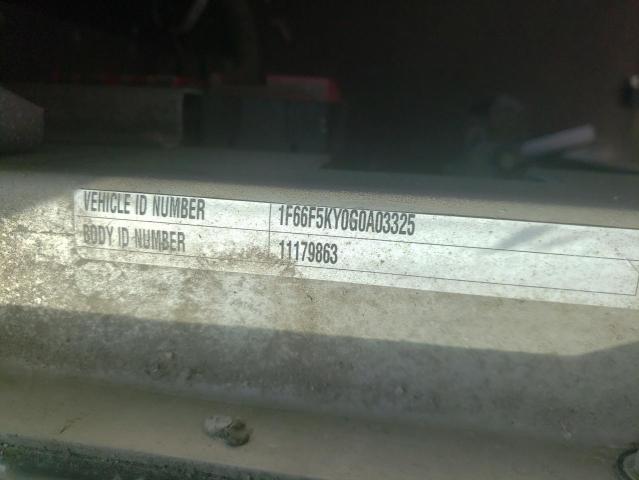 VEHICLE ID NUMBER 1F66F5KY0G0A03325
BODY ID NUMBER 11179863